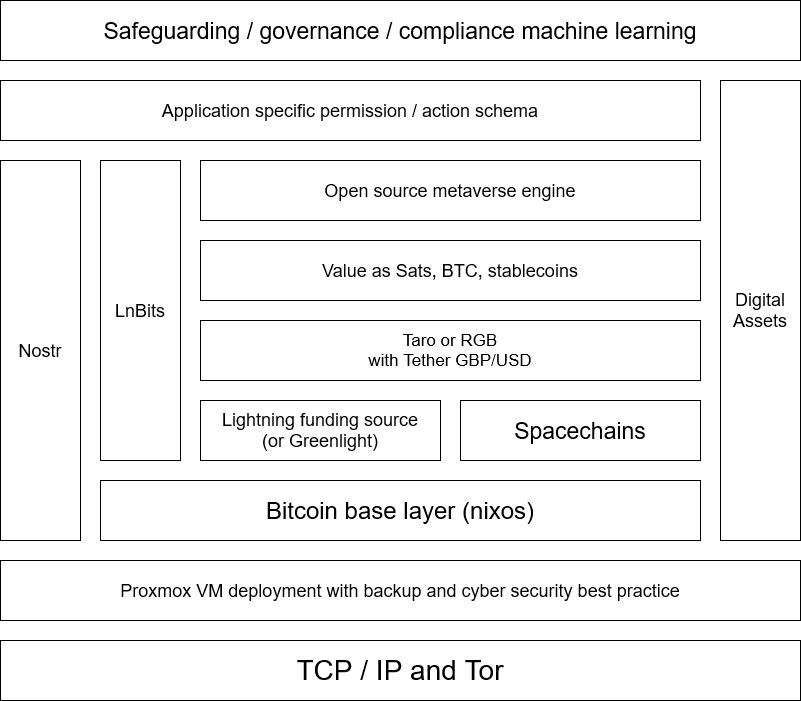 Safeguarding / governance / compliance machine learning
Application specific permission / action schema
Nostr
LnBits
Open source metaverse engine
Value as Sats, BTC, stablecoins
Taro or RGB
with Tether GBP/USD
Lightning funding source
(or Greenlight)
Spacechains
Bitcoin base layer (nixos)
Digital
Assets
Proxmox VM deployment with backup and cyber security best practice
TCP / IP and Tor